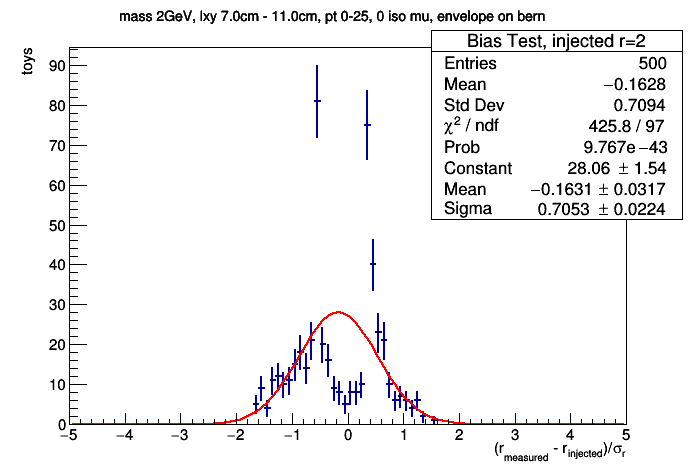 mass 2GeV, lxy 7.0cm - 11.0cm, pt 0-25, 0 iso mu, envelope on bern
Bias Test, injected r=2
Entries 500
Mean −0.1628
Std Dev 0.7094
χ² / ndf 425.8 / 97
Prob 9.767e−43
Constant 28.06 ± 1.54
Mean −0.1631 ± 0.0317
Sigma 0.7053 ± 0.0224
toys
90
80
70
60
50
40
30
20
10
0
−5 −4 −3 −2 −1 0 1 2 3 4 5
(r_measured - r_injected)/σ_r